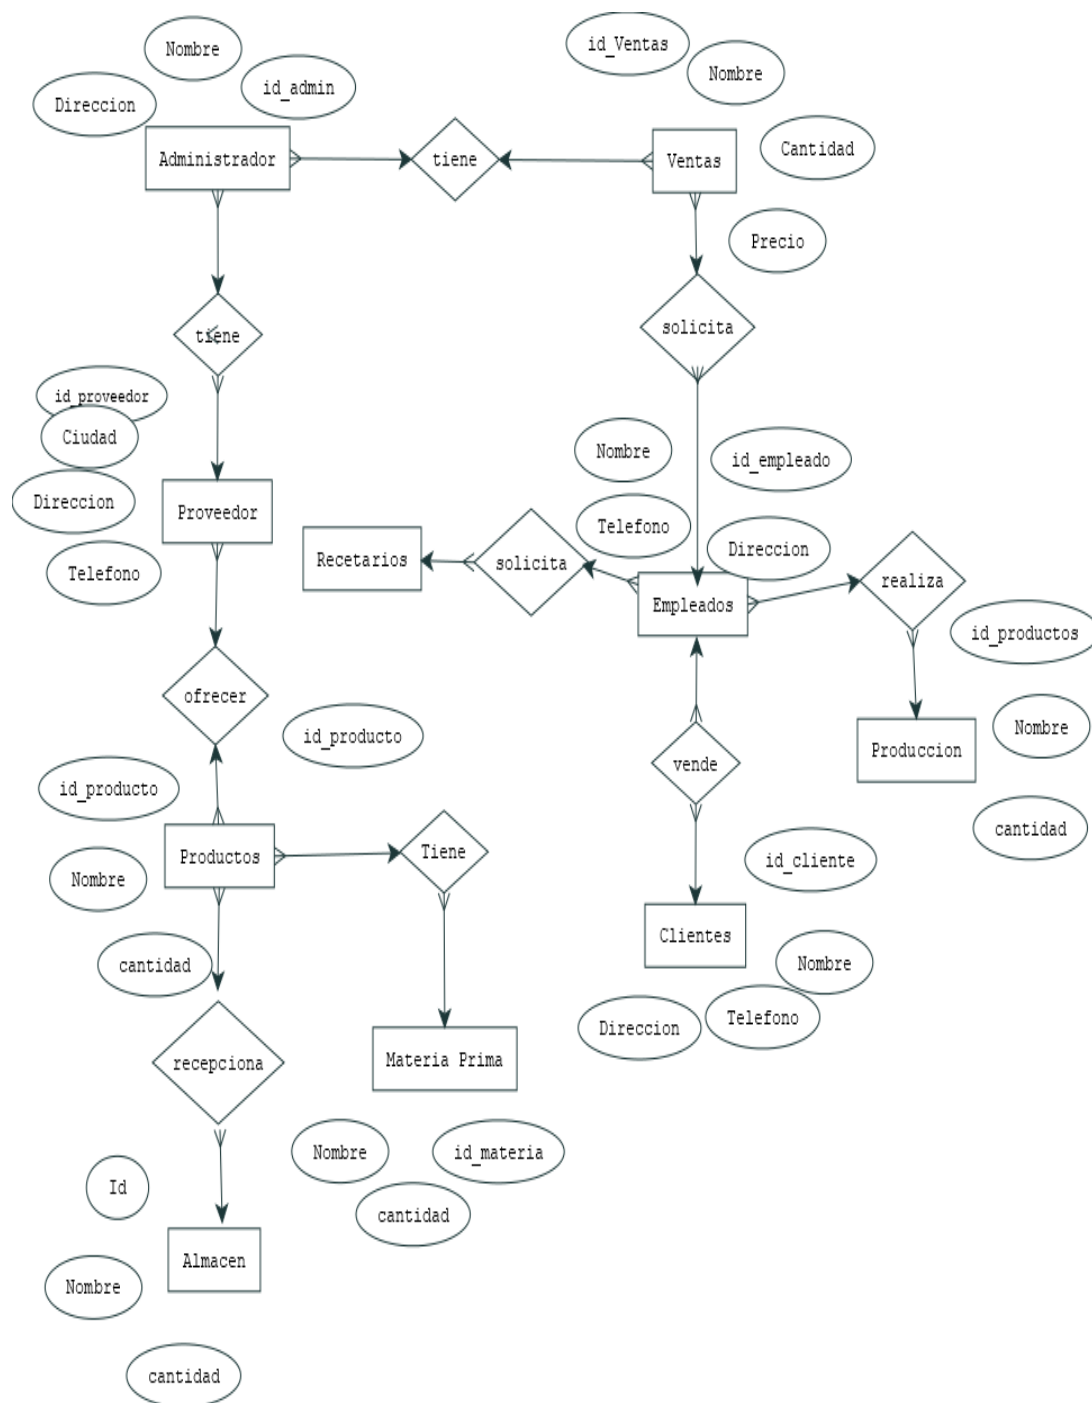 Nombre
id_Ventas
Direccion
id_admin
Nombre
Administrador
tiene
Ventas
Cantidad
Precio
tiene
solicita
id_proveedor
Ciudad
Direccion
Proveedor
Telefono
Nombre
id_empleado
Telefono
Direccion
Recetarios
solicita
Empleados
realiza
id_productos
ofrecer
id_producto
vende
Produccion
Nombre
id_producto
cantidad
Productos
Tiene
Nombre
id_cliente
cantidad
Clientes
Nombre
Direccion
Telefono
recepciona
Materia Prima
Nombre
id_materia
Id
cantidad
Almacen
Nombre
cantidad